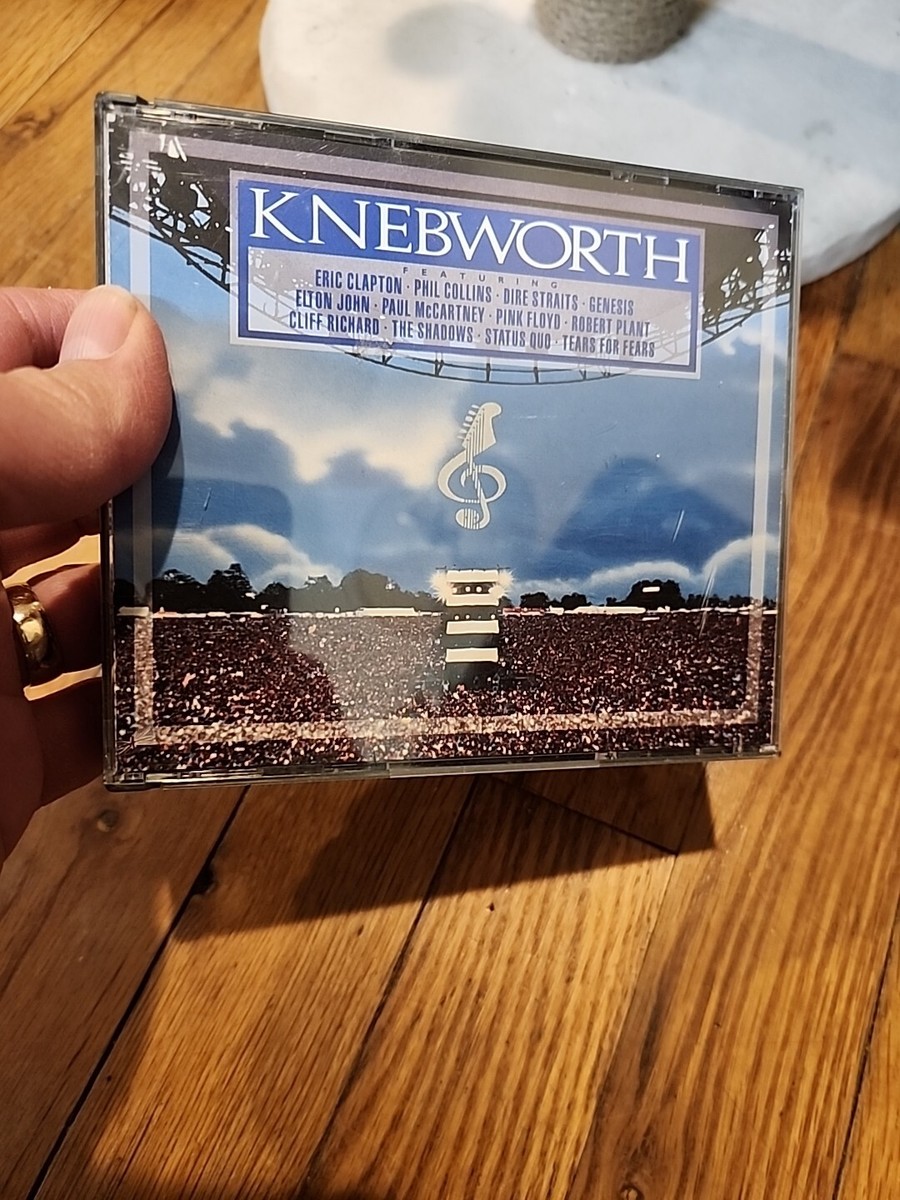 KNEBWORTH
FEATURING
ERIC CLAPTON · PHIL COLLINS · DIRE STRAITS · GENESIS
ELTON JOHN · PAUL McCARTNEY · PINK FLOYD · ROBERT PLANT
CLIFF RICHARD · THE SHADOWS · STATUS QUO · TEARS FOR FEARS